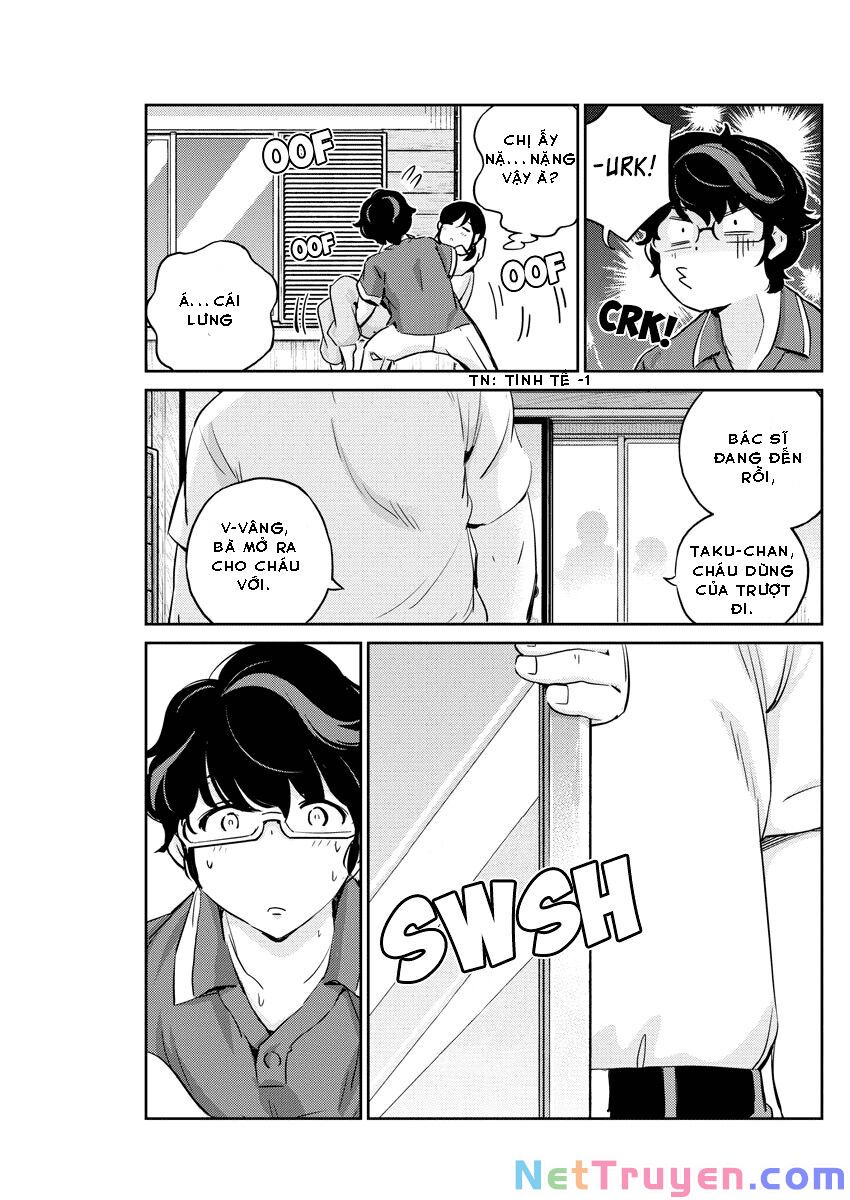 -URK!
CRK!
CHỊ ẤY
NẶ...NẶNG
VẬY À?
OOF
OOF
OOF
Á...CÁI
LƯNG
TN: TINH TẾ -1
BÁC SĨ
ĐANG ĐẾN
RỒI,
TAKU-CHAN,
CHÁU DÙNG
CỬA TRƯỢT
ĐI.
V-VÂNG,
BÀ MỞ RA
CHO CHÁU
VỚI.
SWSH
NetTruyen.com